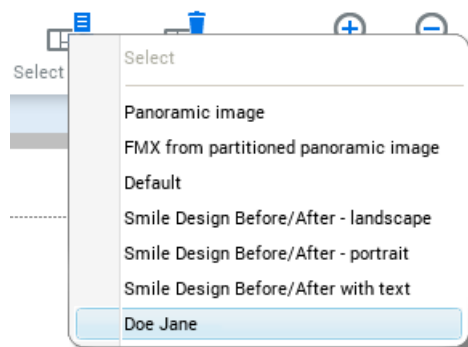 Select
Select
Panoramic image
FMX from partitioned panoramic image
Default
Smile Design Before/After - landscape
Smile Design Before/After - portrait
Smile Design Before/After with text
Doe Jane